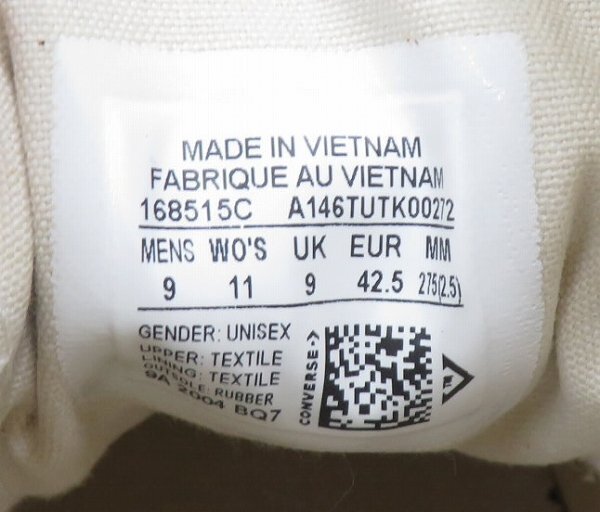 MADE IN VIETNAM
FABRIQUE AU VIETNAM
168515C A146TUTK00272
MENS WO'S UK EUR MM
9 11 9 42.5 275(2.5)
GENDER: UNISEX
UPPER: TEXTILE
LINING: TEXTILE
OUTSOLE: RUBBER
9A 2004 BQ7
CONVERSE->
E